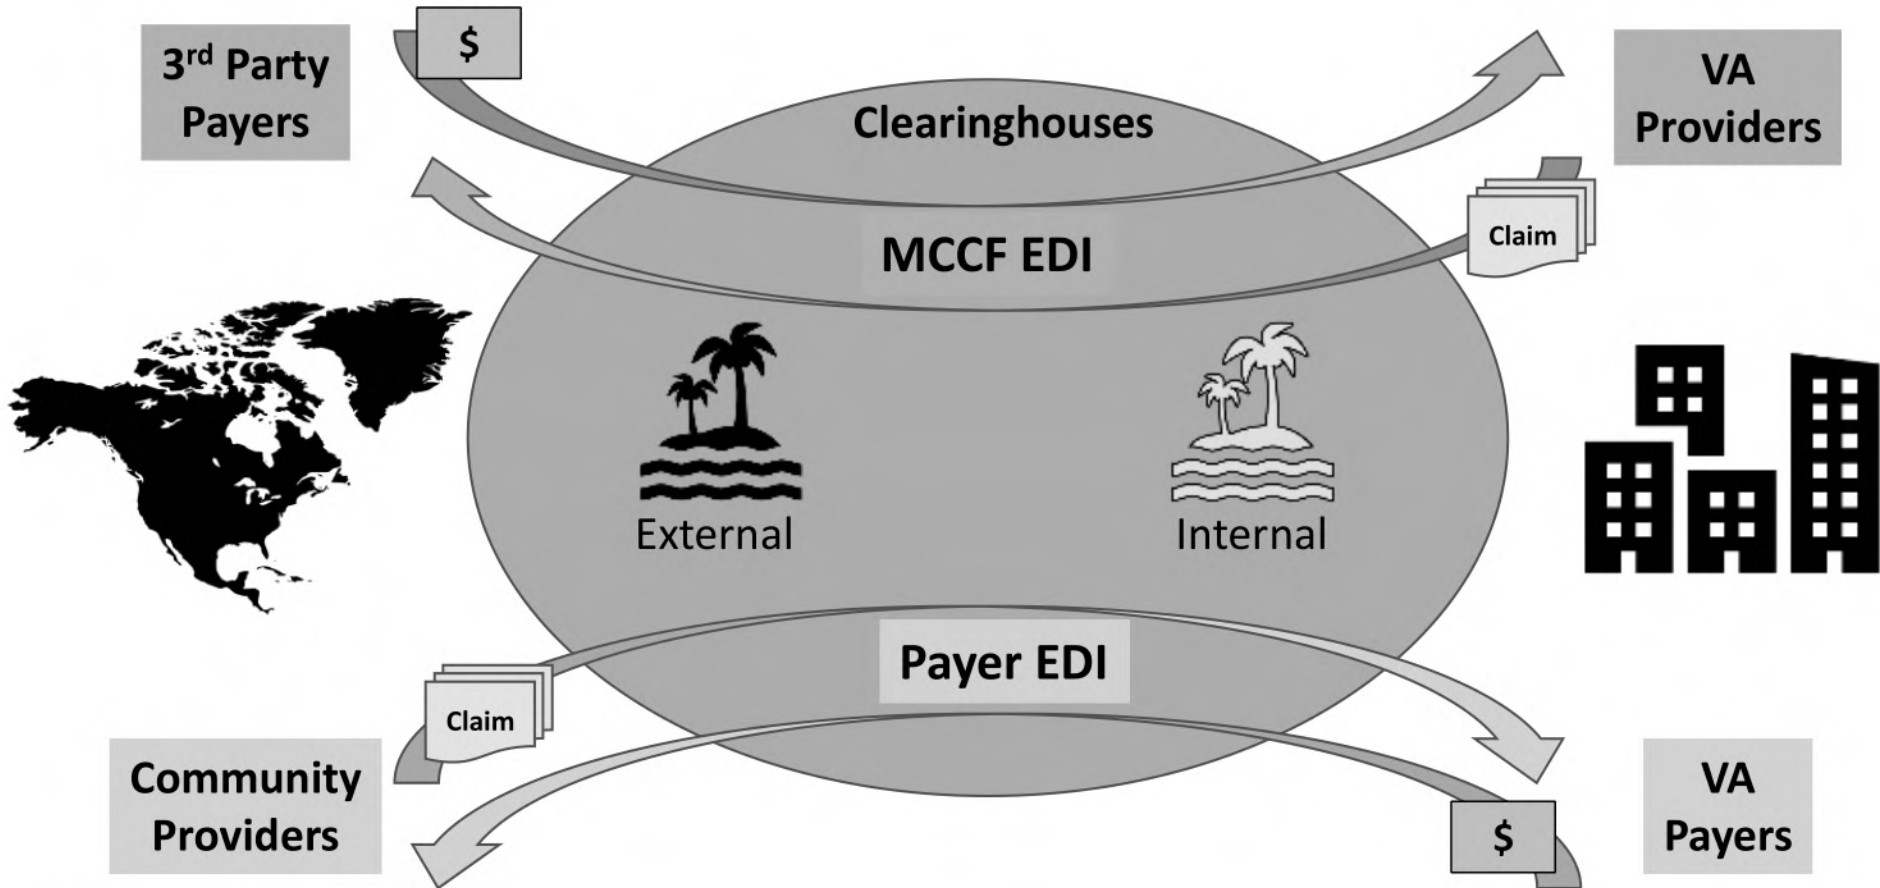 3rd Party
Payers
$
Clearinghouses
VA
Providers
MCCF EDI
Claim
External
Internal
Payer EDI
Claim
Community
Providers
$
VA
Payers